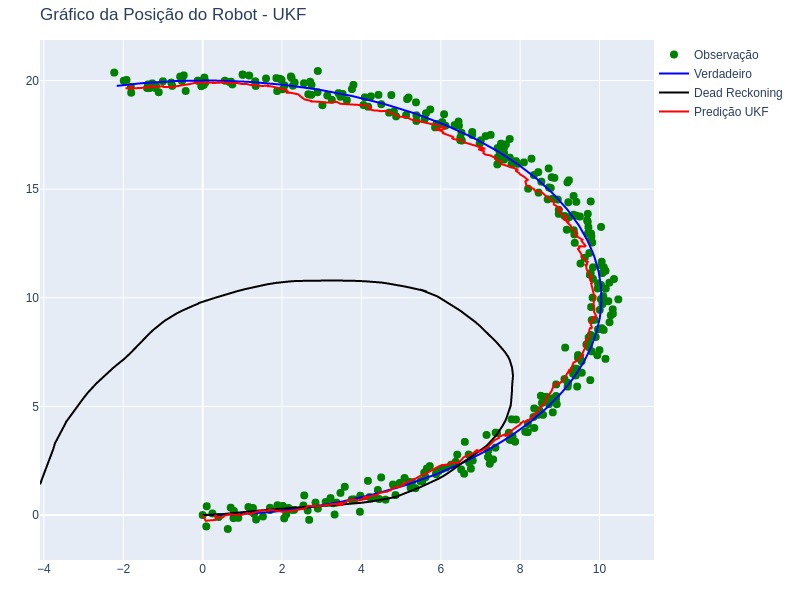 Gráfico da Posição do Robot - UKF
Observação
Verdadeiro
Dead Reckoning
Predição UKF
20
15
10
5
0
−4
−2
0
2
4
6
8
10